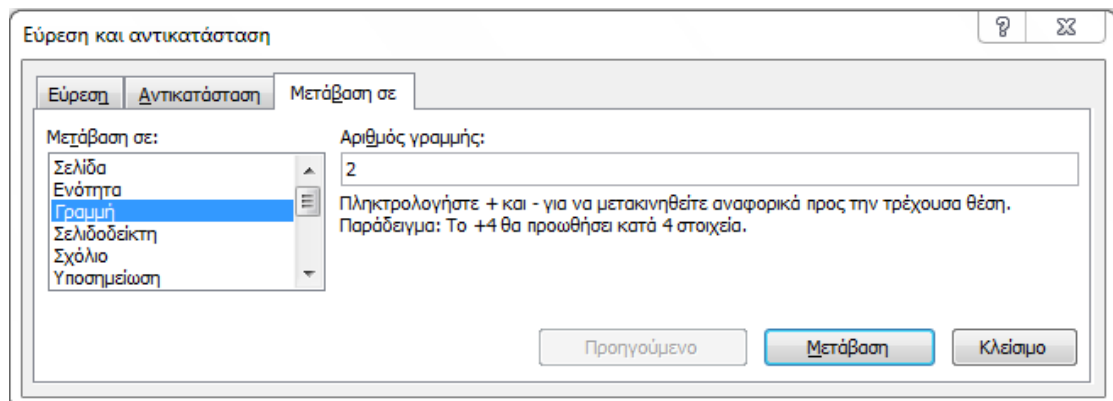 Εύρεση και αντικατάσταση
Εύρεση Αντικατάσταση Μετάβαση σε
Μετάβαση σε:
Σελίδα
Ενότητα
Γραμμή
Σελιδοδείκτη
Σχόλιο
Υποσημείωση
Αριθμός γραμμής:
2
Πληκτρολογήστε + και - για να μετακινηθείτε αναφορικά προς την τρέχουσα θέση.
Παράδειγμα: Το +4 θα προωθήσει κατά 4 στοιχεία.
Προηγούμενο Μετάβαση Κλείσιμο